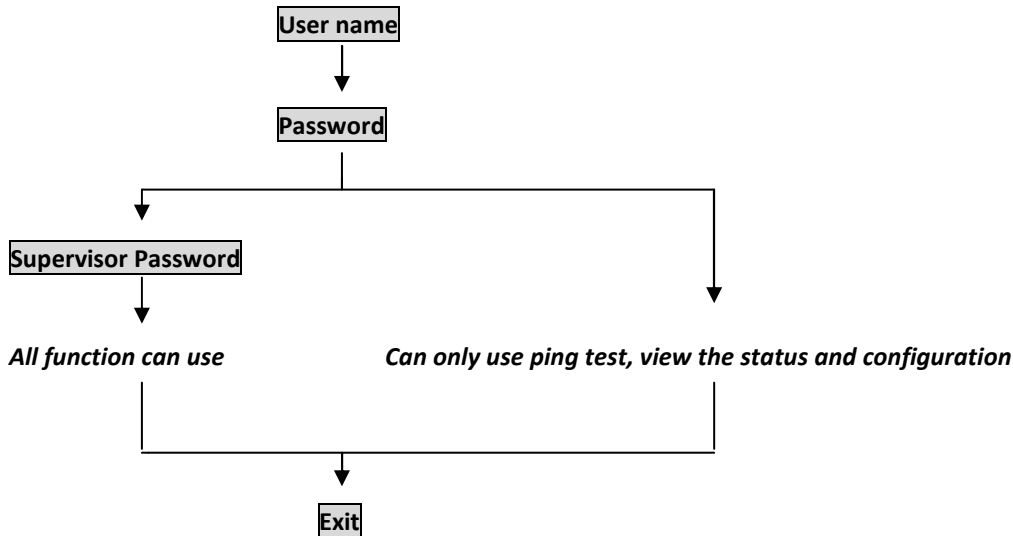 User name
Password
Supervisor Password
All function can use
Can only use ping test, view the status and configuration
Exit